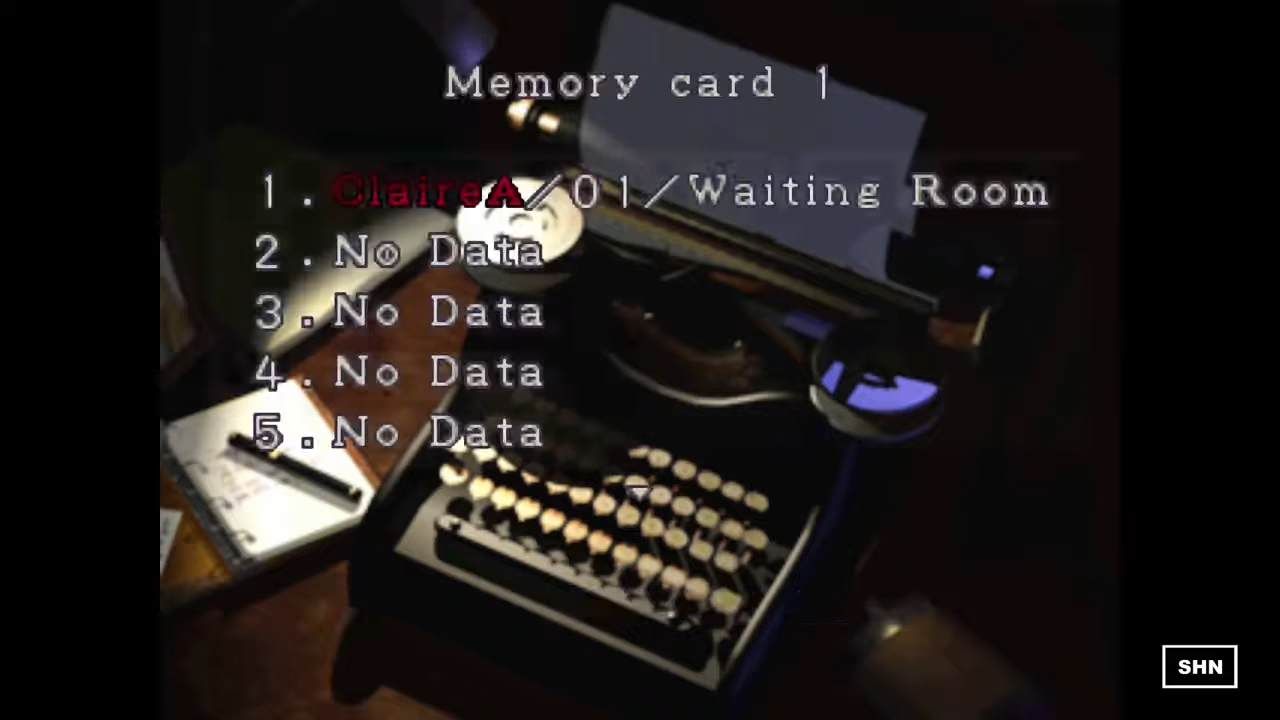 Memory card 1
1.ClaireA/01/Waiting Room
2.No Data
3.No Data
4.No Data
5.No Data
SHN